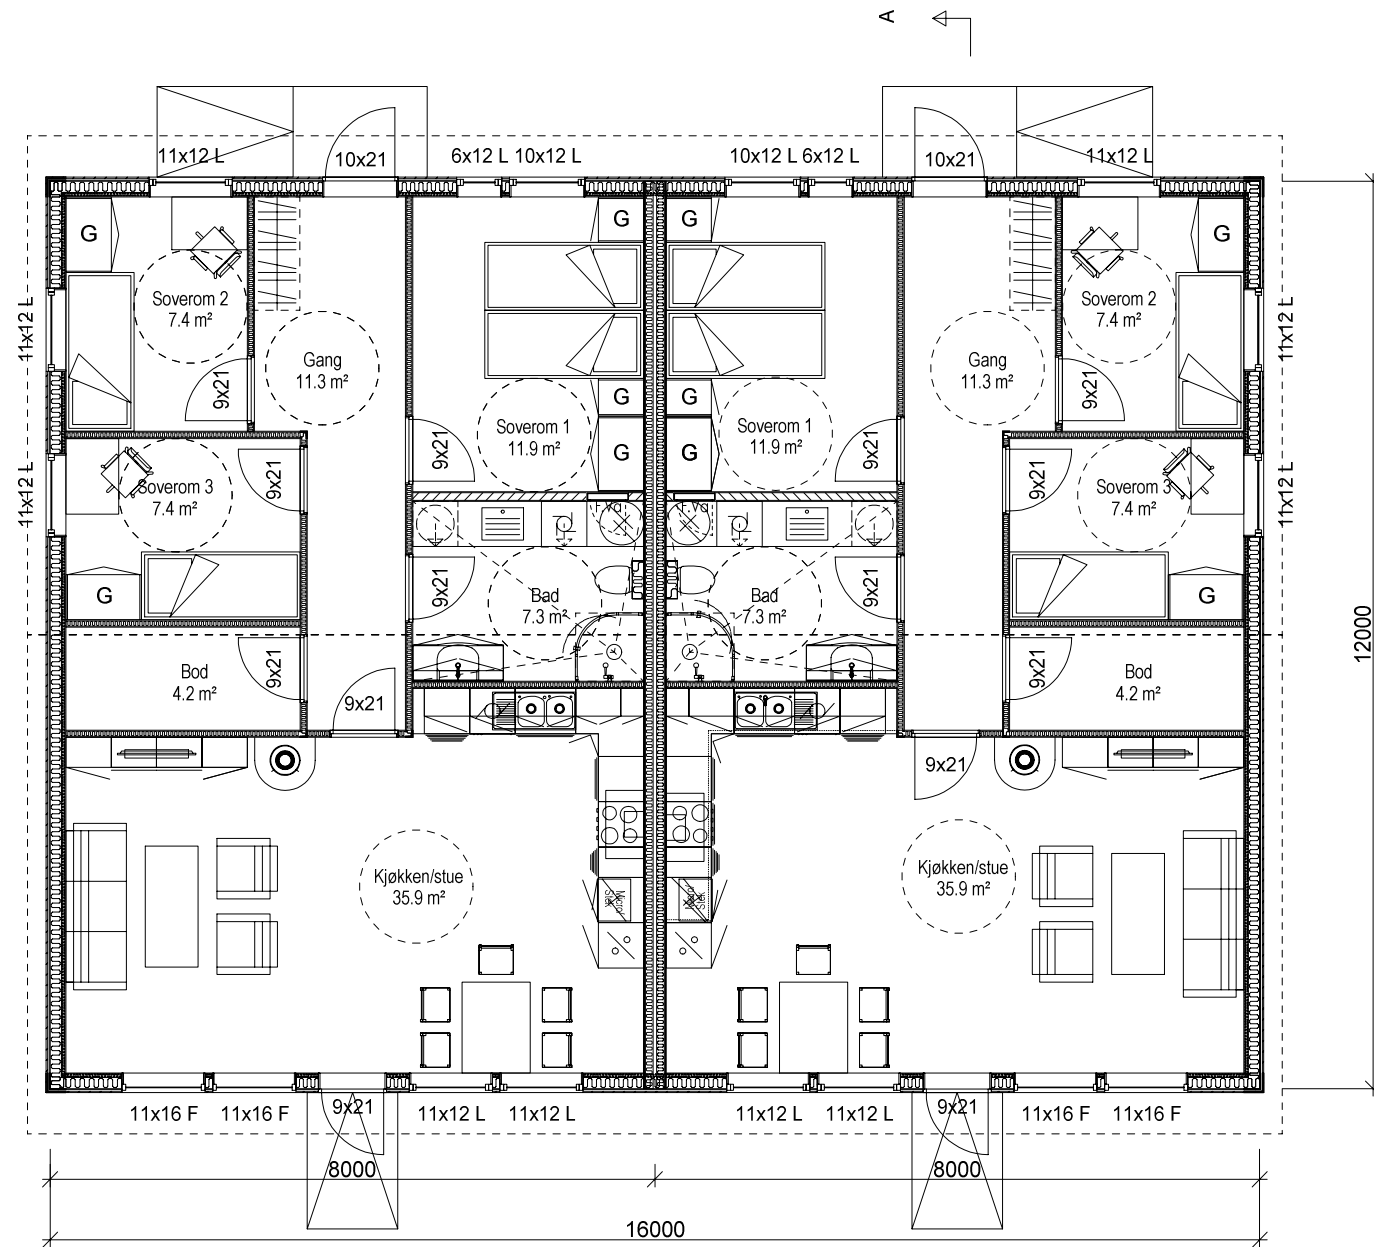 A
11x12 L
10x21
6x12 L
10x12 L
10x12 L
6x12 L
10x21
11x12 L
G
G
G
G
Soverom 2
7.4 m²
11x12 L
9x21
Gang
11.3 m²
Gang
11.3 m²
Soverom 2
7.4 m²
9x21
11x12 L
G
G
Soverom 1
11.9 m²
Soverom 1
11.9 m²
G
G
9x21
9x21
11x12 L
Soverom 3
7.4 m²
9x21
9x21
Soverom 3
7.4 m²
11x12 L
G
G
9x21
Bad
7.3 m²
Bad
7.3 m²
9x21
12000
Bod
4.2 m²
9x21
9x21
Bod
4.2 m²
9x21
9x21
Kjøkken/stue
35.9 m²
Kjøkken/stue
35.9 m²
11x16 F
11x16 F
9x21
11x12 L
11x12 L
11x12 L
11x12 L
9x21
11x16 F
11x16 F
8000
8000
16000